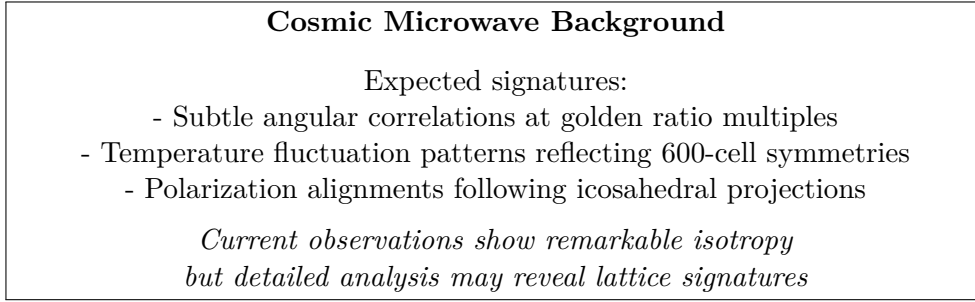 Cosmic Microwave Background
Expected signatures:
- Subtle angular correlations at golden ratio multiples
- Temperature fluctuation patterns reflecting 600-cell symmetries
- Polarization alignments following icosahedral projections
Current observations show remarkable isotropy
but detailed analysis may reveal lattice signatures